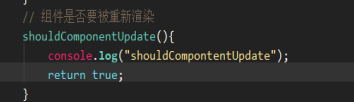 // 组件是否要被重新渲染
shouldComponentUpdate(){
console.log("shouldCompontentUpdate");
return true;
}